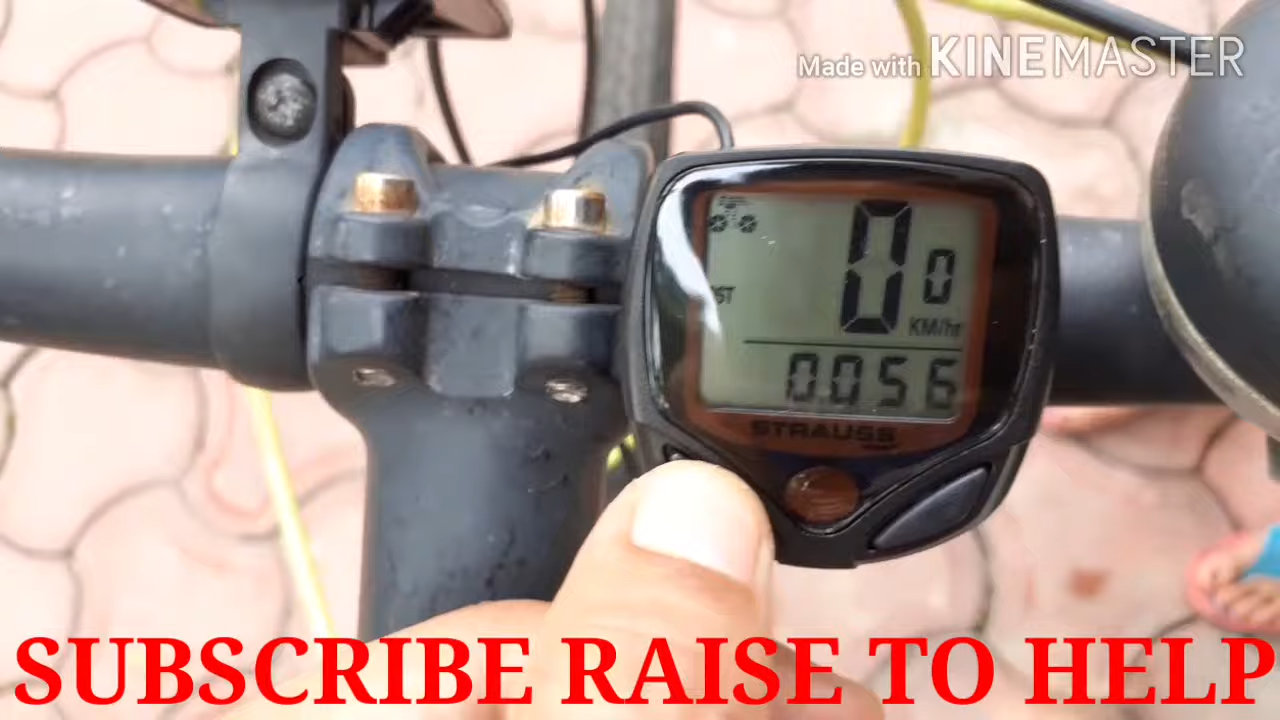 Made with KINEMASTER
0.0
KM/hr
0.056
STRAUSS
SUBSCRIBE RAISE TO HELP